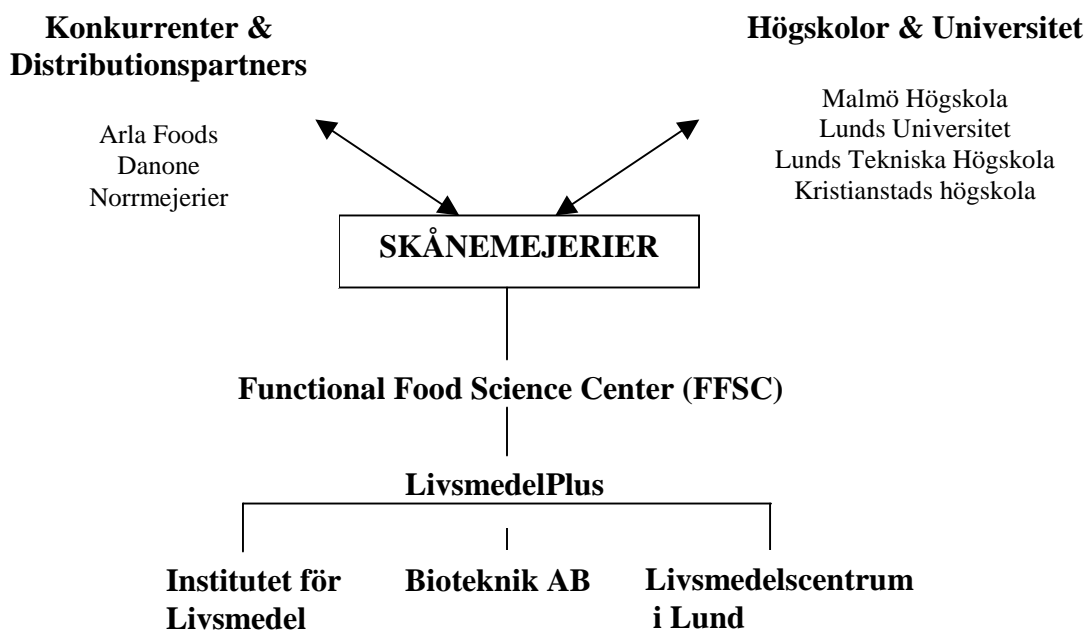 Konkurrenter &
Distributionspartners
Arla Foods
Danone
Norrmejerier
Högskolor & Universitet
Malmö Högskola
Lunds Universitet
Lunds Tekniska Högskola
Kristianstads högskola
SKÅNEMEJERIER
Functional Food Science Center (FFSC)
LivsmedelPlus
Institutet för
Livsmedel
Bioteknik AB
Livsmedelscentrum
i Lund